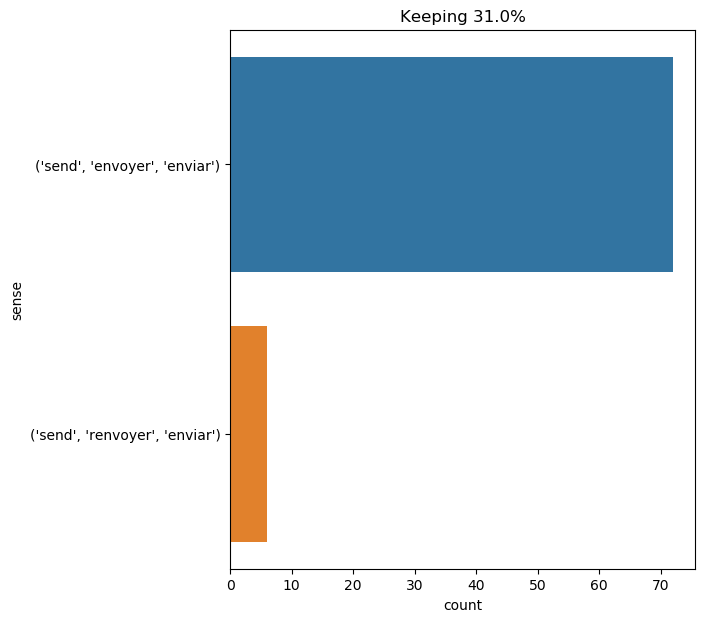 Keeping 31.0%
('send', 'envoyer', 'enviar')
('send', 'renvoyer', 'enviar')
sense
0 10 20 30 40 50 60 70
count